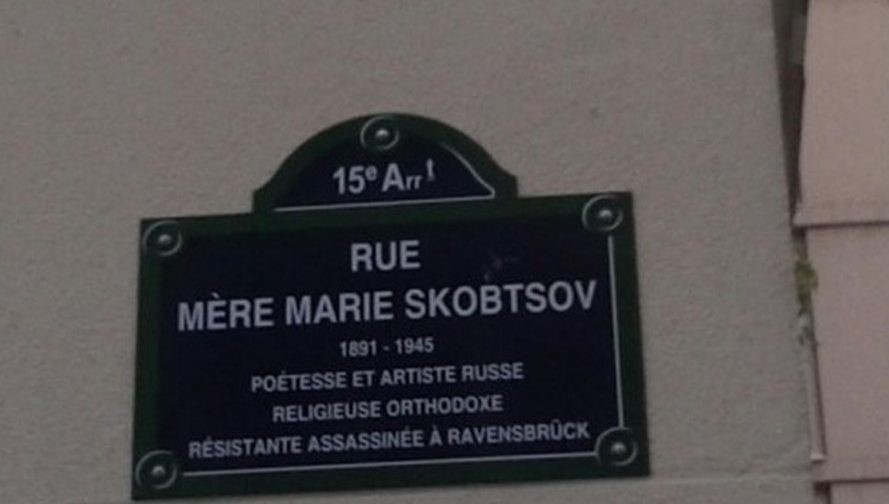 15e Arrt
RUE
MÈRE MARIE SKOBTSOV
1891 - 1945
POÉTESSE ET ARTISTE RUSSE
RELIGIEUSE ORTHODOXE
RÉSISTANTE ASSASSINÉE À RAVENSBRÜCK